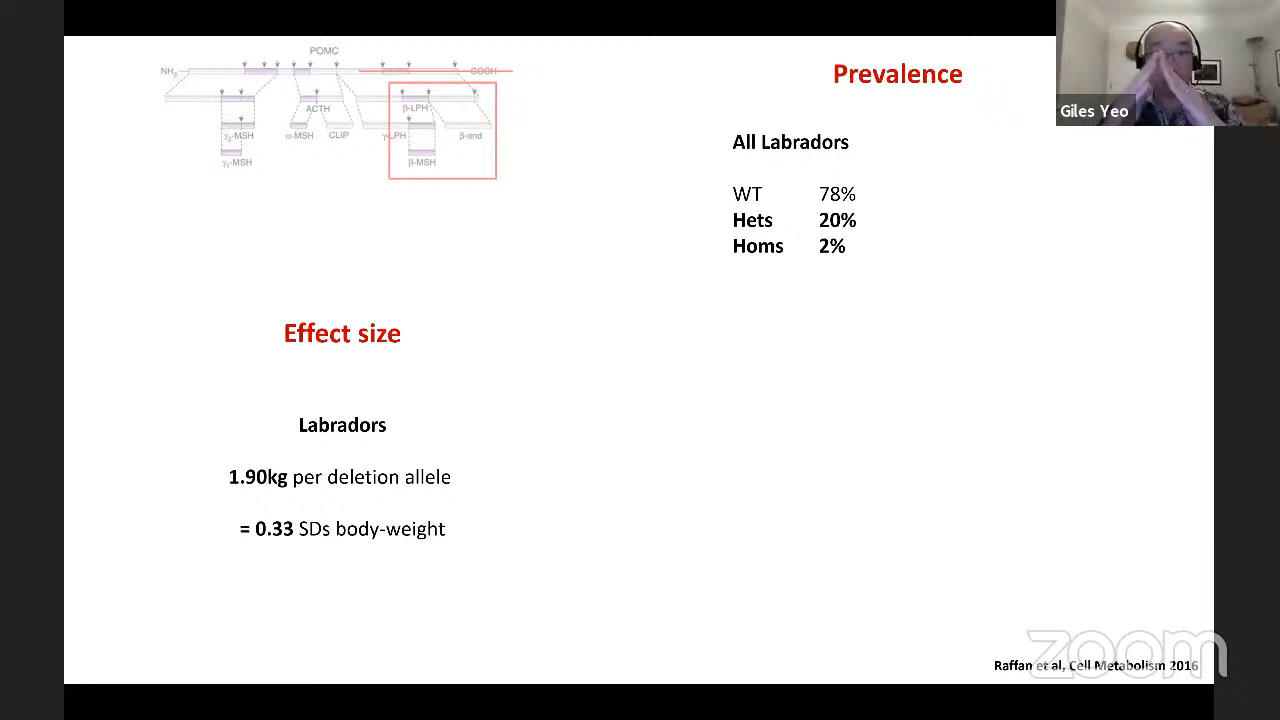 POMC
NH2
COOH
ACTH
β-LPH
γ3-MSH
α-MSH
CLIP
γ-LPH
β-end
γ1-MSH
β-MSH
Prevalence
Giles Yeo
All Labradors
WT 78%
Hets 20%
Homs 2%
Effect size
Labradors
1.90kg per deletion allele
= 0.33 SDs body-weight
Raffan et al, Cell Metabolism 2016
zoom